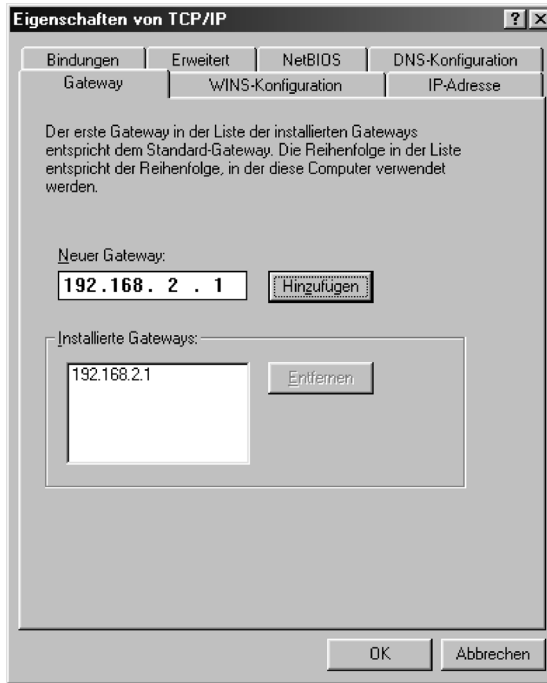 Eigenschaften von TCP/IP
Bindungen Erweitert NetBIOS DNS-Konfiguration
Gateway WINS-Konfiguration IP-Adresse
Der erste Gateway in der Liste der installierten Gateways
entspricht dem Standard-Gateway. Die Reihenfolge in der Liste
entspricht der Reihenfolge, in der diese Computer verwendet
werden.
Neuer Gateway:
192.168. 2 . 1 Hinzufügen
Installierte Gateways:
192.168.2.1 Entfernen
OK Abbrechen